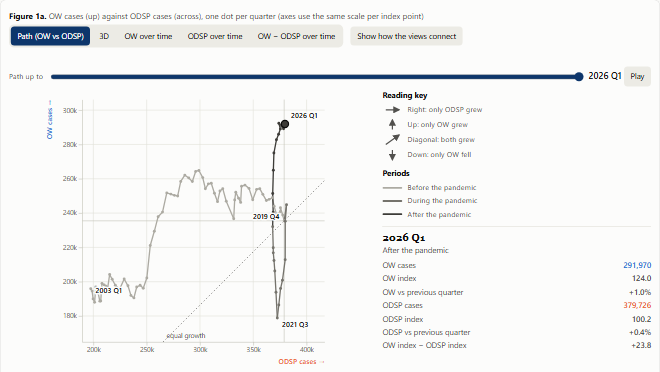 Figure 1a. OW cases (up) against ODSP cases (across), one dot per quarter (axes use the same scale per index point)
Path (OW vs ODSP) 3D OW over time ODSP over time OW − ODSP over time Show how the views connect
Path up to 2026 Q1 Play
OW cases →
300k
280k
260k
240k
220k
200k
180k
2026 Q1
2019 Q4
2003 Q1
2021 Q3
equal growth
200k 250k 300k 350k 400k
ODSP cases →
Reading key
Right: only ODSP grew
Up: only OW grew
Diagonal: both grew
Down: only OW fell
Periods
Before the pandemic
During the pandemic
After the pandemic
2026 Q1
After the pandemic
OW cases 291,970
OW index 124.0
OW vs previous quarter +1.0%
ODSP cases 379,726
ODSP index 100.2
ODSP vs previous quarter +0.4%
OW index − ODSP index +23.8